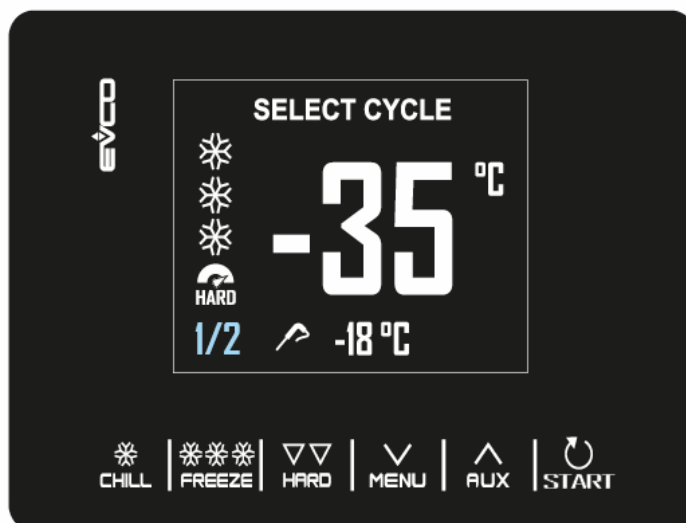 EVCO
SELECT CYCLE
-35 °C
HARD
1/2 -18 °C
CHILL FREEZE HARD MENU AUX START